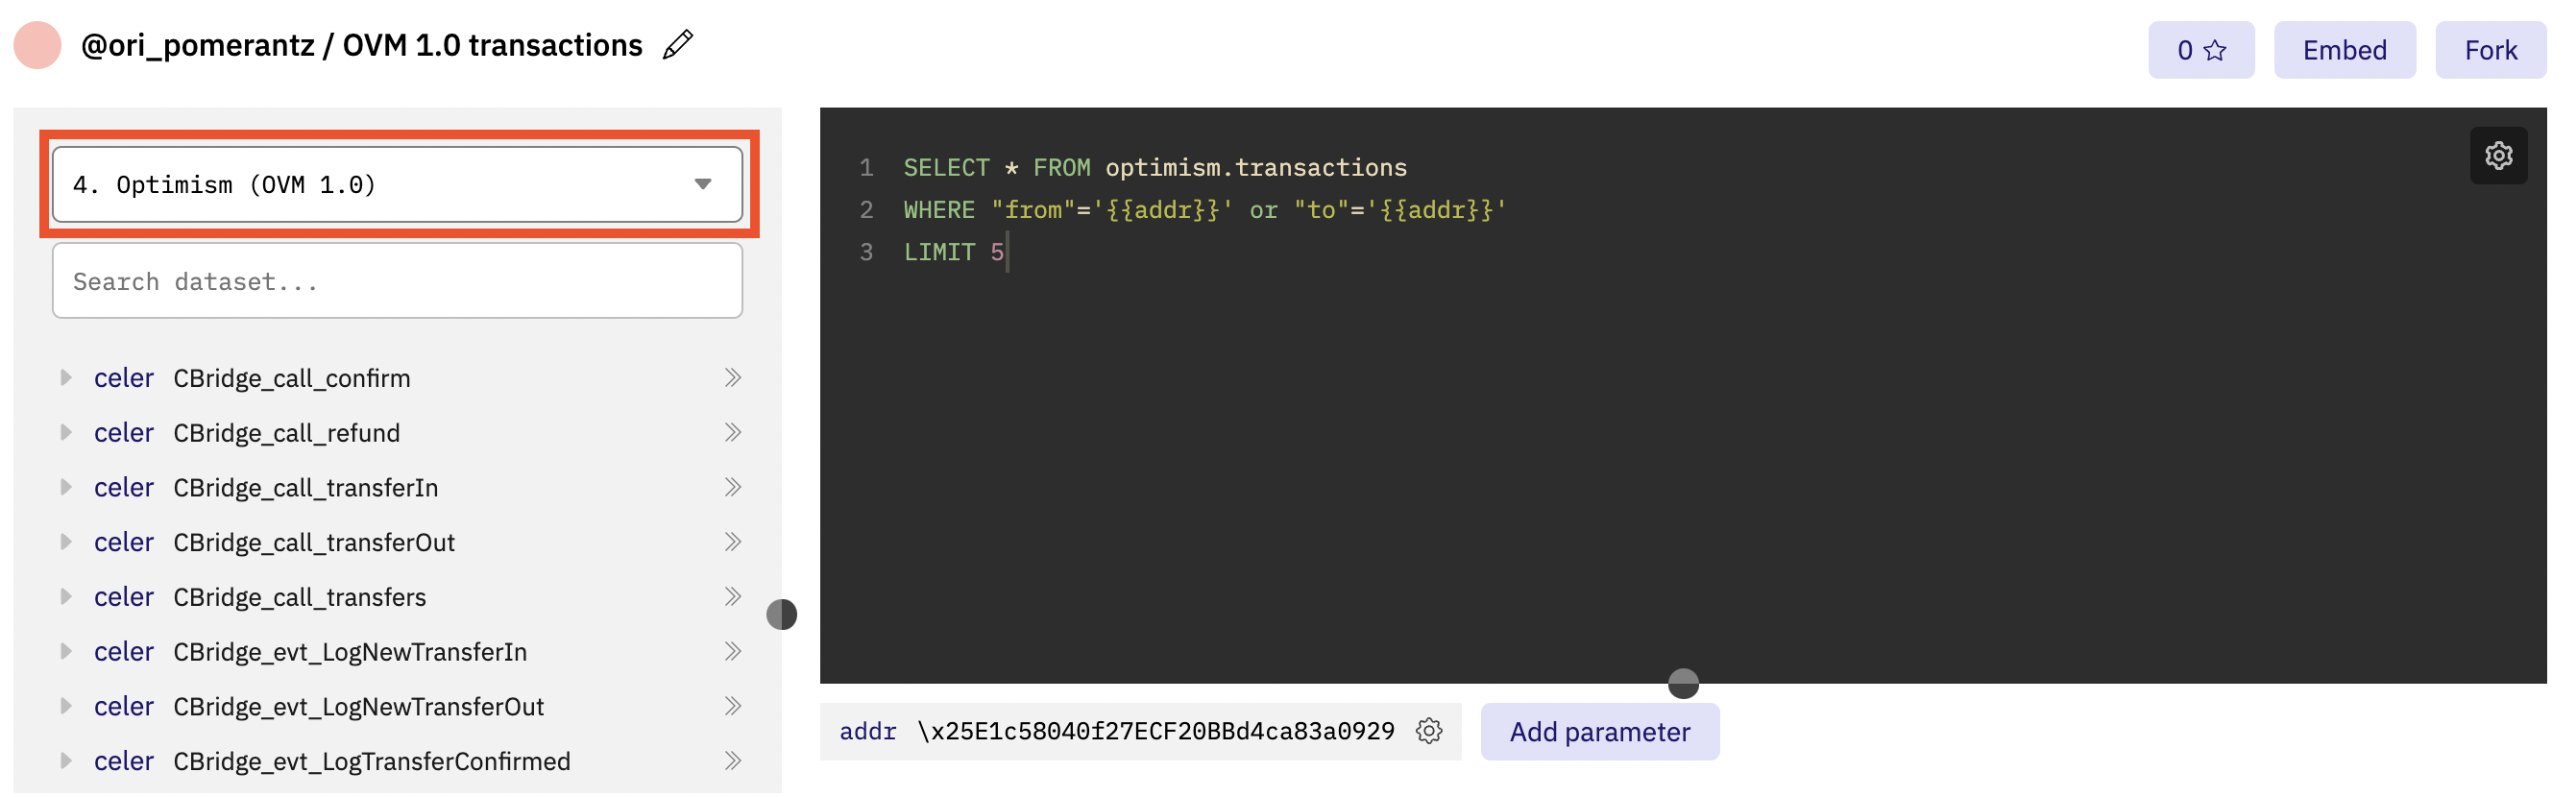 @ori_pomerantz / OVM 1.0 transactions
0
Embed
Fork
4. Optimism (OVM 1.0)
Search dataset...
celer CBridge_call_confirm
celer CBridge_call_refund
celer CBridge_call_transferIn
celer CBridge_call_transferOut
celer CBridge_call_transfers
celer CBridge_evt_LogNewTransferIn
celer CBridge_evt_LogNewTransferOut
celer CBridge_evt_LogTransferConfirmed
1 SELECT * FROM optimism.transactions
2 WHERE "from"='{{addr}}' or "to"='{{addr}}'
3 LIMIT 5
addr \x25E1c58040f27ECF20BBd4ca83a0929
Add parameter